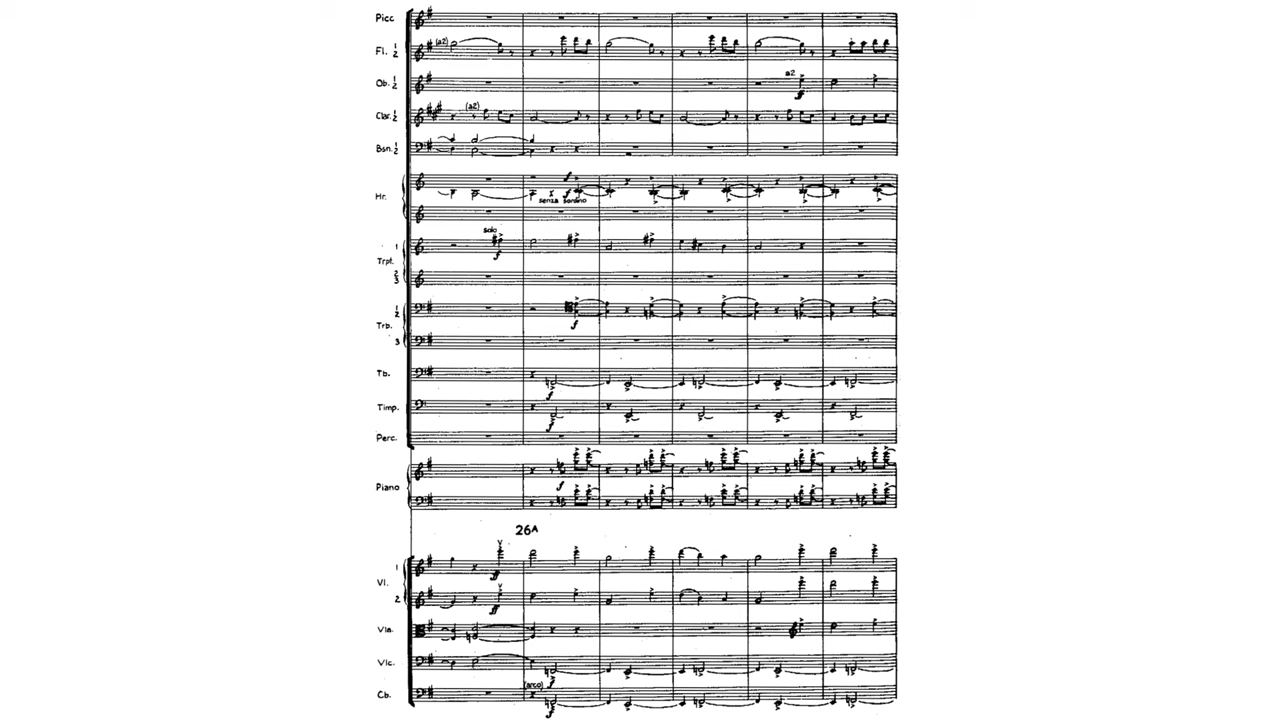 Picc
Fl. 1/2 (a2)
a2
Ob. 1/2 f
Clar. 1/2 (a2)
Bsn. 1/2
f
Hr. f
senza sordino
solo
1 f
Trpt.
2/3
1/2
Trb. f
3
Tb. f
Timp. f
Perc.
f
Piano
26A
1 ff
Vl.
2 ff
Vla.
Vlc. f
(arco)
Cb. f